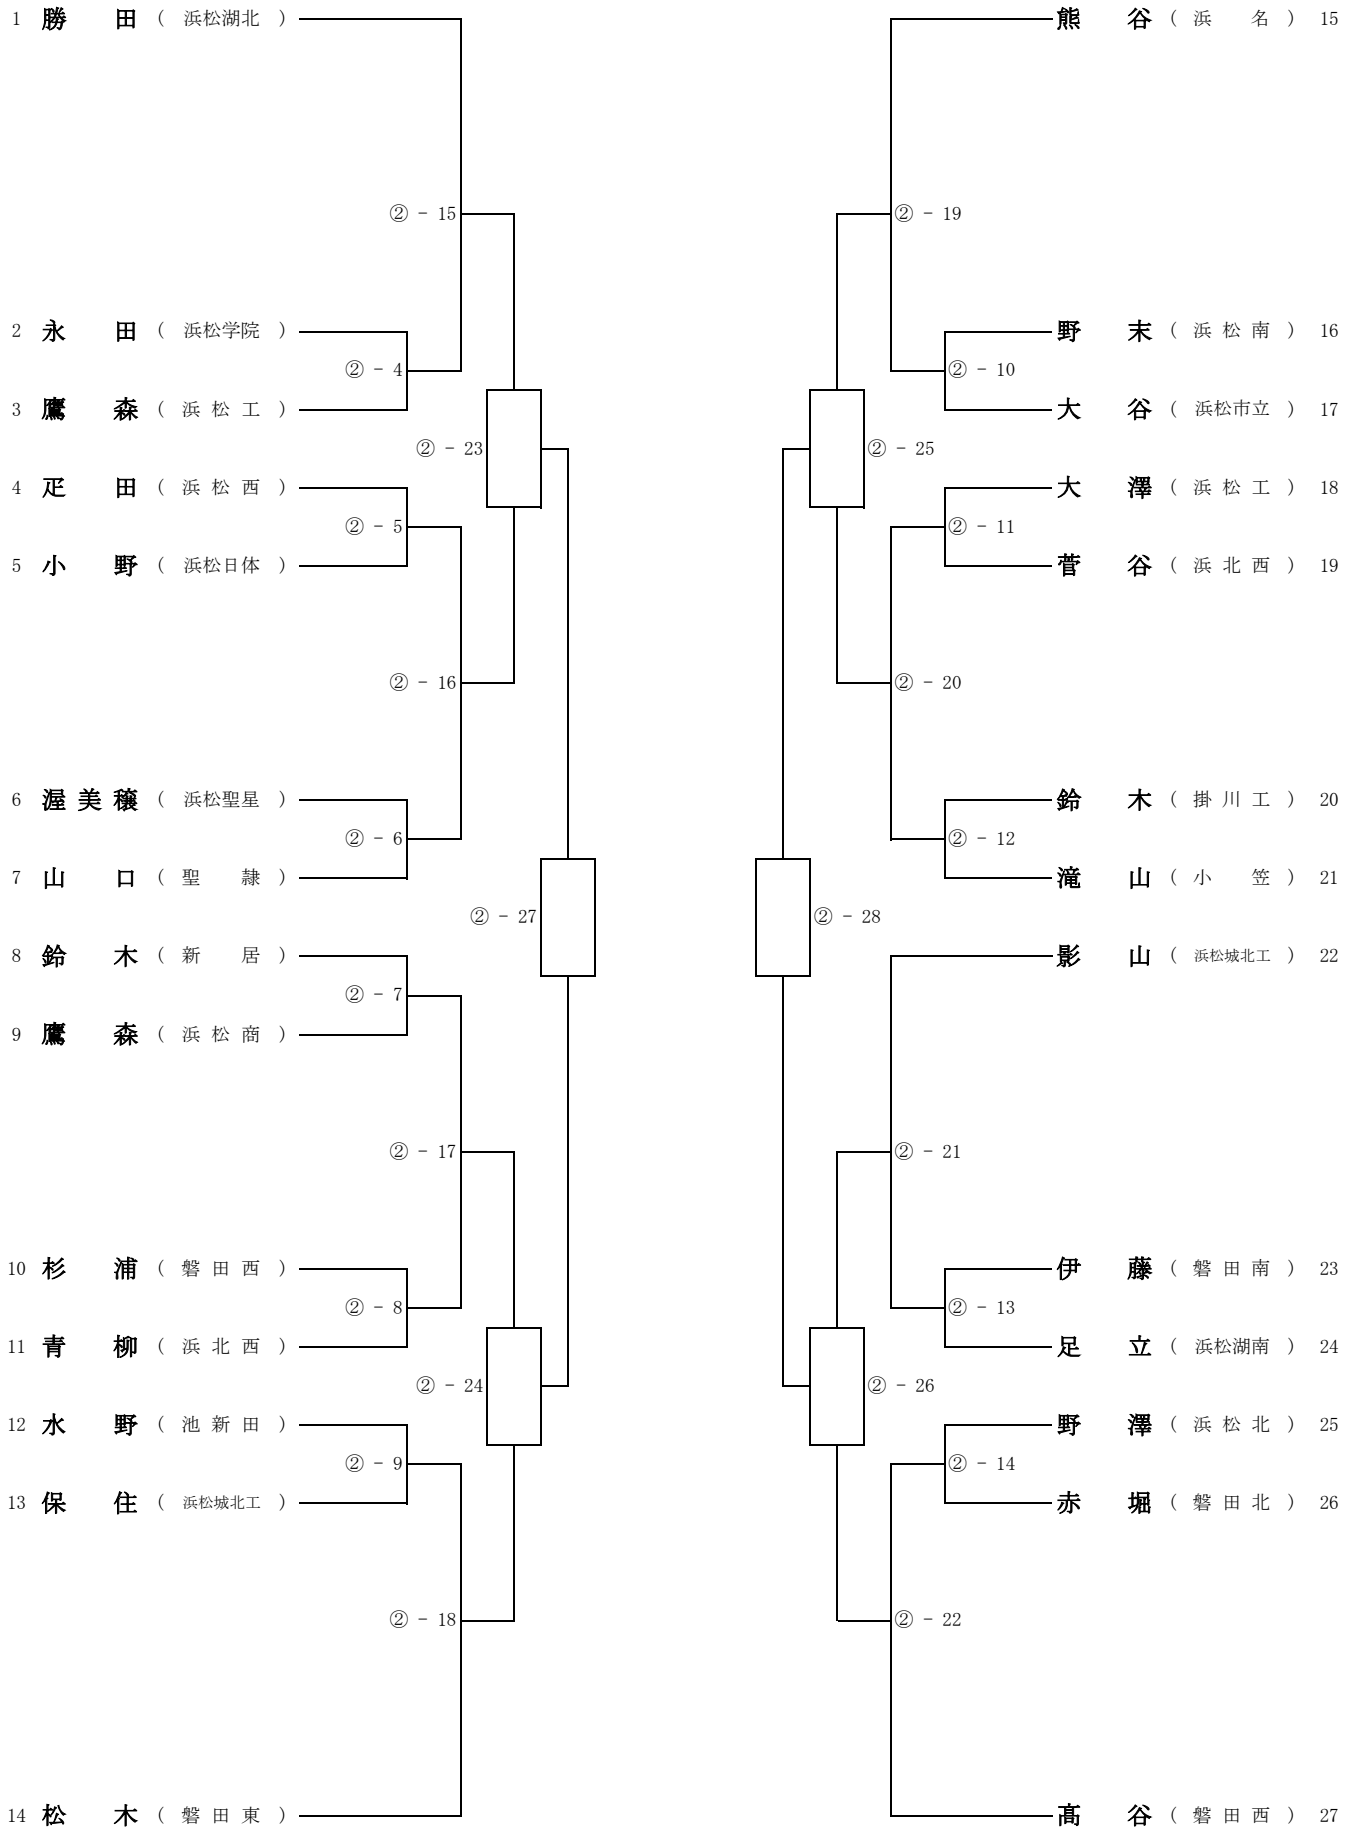 1 勝 田 ( 浜松湖北 ) 熊 谷 ( 浜 名 ) 15
② - 15 ② - 19
2 永 田 ( 浜松学院 ) 野 末 ( 浜 松 南 ) 16
② - 4 ② - 10
3 鷹 森 ( 浜 松 工 ) 大 谷 ( 浜松市立 ) 17
② - 23 ② - 25
4 疋 田 ( 浜 松 西 ) 大 澤 ( 浜 松 工 ) 18
② - 5 ② - 11
5 小 野 ( 浜松日体 ) 菅 谷 ( 浜 北 西 ) 19
② - 16 ② - 20
6 渥 美 穣 ( 浜松聖星 ) 鈴 木 ( 掛 川 工 ) 20
② - 6 ② - 12
7 山 口 ( 聖 隷 ) 滝 山 ( 小 笠 ) 21
② - 27 ② - 28
8 鈴 木 ( 新 居 ) 影 山 ( 浜松城北工 ) 22
② - 7
9 鷹 森 ( 浜 松 商 )
② - 17 ② - 21
10 杉 浦 ( 磐 田 西 ) 伊 藤 ( 磐 田 南 ) 23
② - 8 ② - 13
11 青 柳 ( 浜 北 西 ) 足 立 ( 浜松湖南 ) 24
② - 24 ② - 26
12 水 野 ( 池 新 田 ) 野 澤 ( 浜 松 北 ) 25
② - 9 ② - 14
13 保 住 ( 浜松城北工 ) 赤 堀 ( 磐 田 北 ) 26
② - 18 ② - 22
14 松 木 ( 磐 田 東 ) 髙 谷 ( 磐 田 西 ) 27